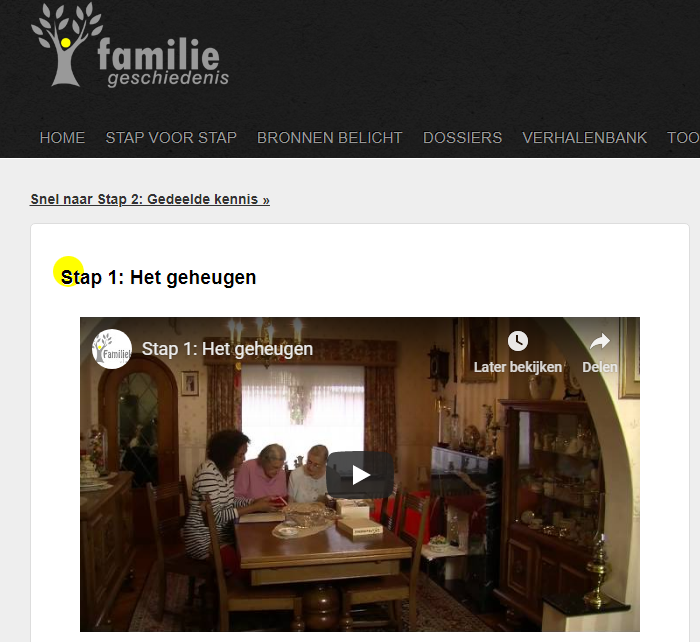 familie
geschiedenis
HOME STAP VOOR STAP BRONNEN BELICHT DOSSIERS VERHALENBANK TOO
Snel naar Stap 2: Gedeelde kennis »
Stap 1: Het geheugen
Familie
Stap 1: Het geheugen
Later bekijken Delen